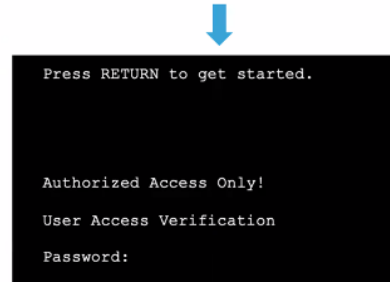 Press RETURN to get started.
Authorized Access Only!
User Access Verification
Password: